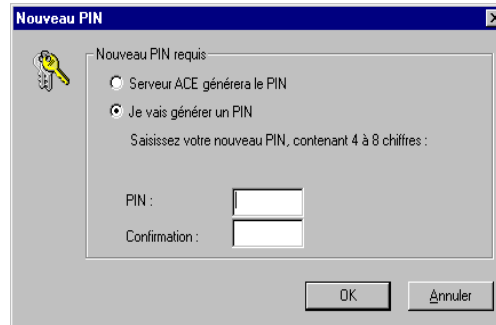 Nouveau PIN
Nouveau PIN requis
Serveur ACE générera le PIN
Je vais générer un PIN
Saisissez votre nouveau PIN, contenant 4 à 8 chiffres :
PIN :
Confirmation :
OK
Annuler